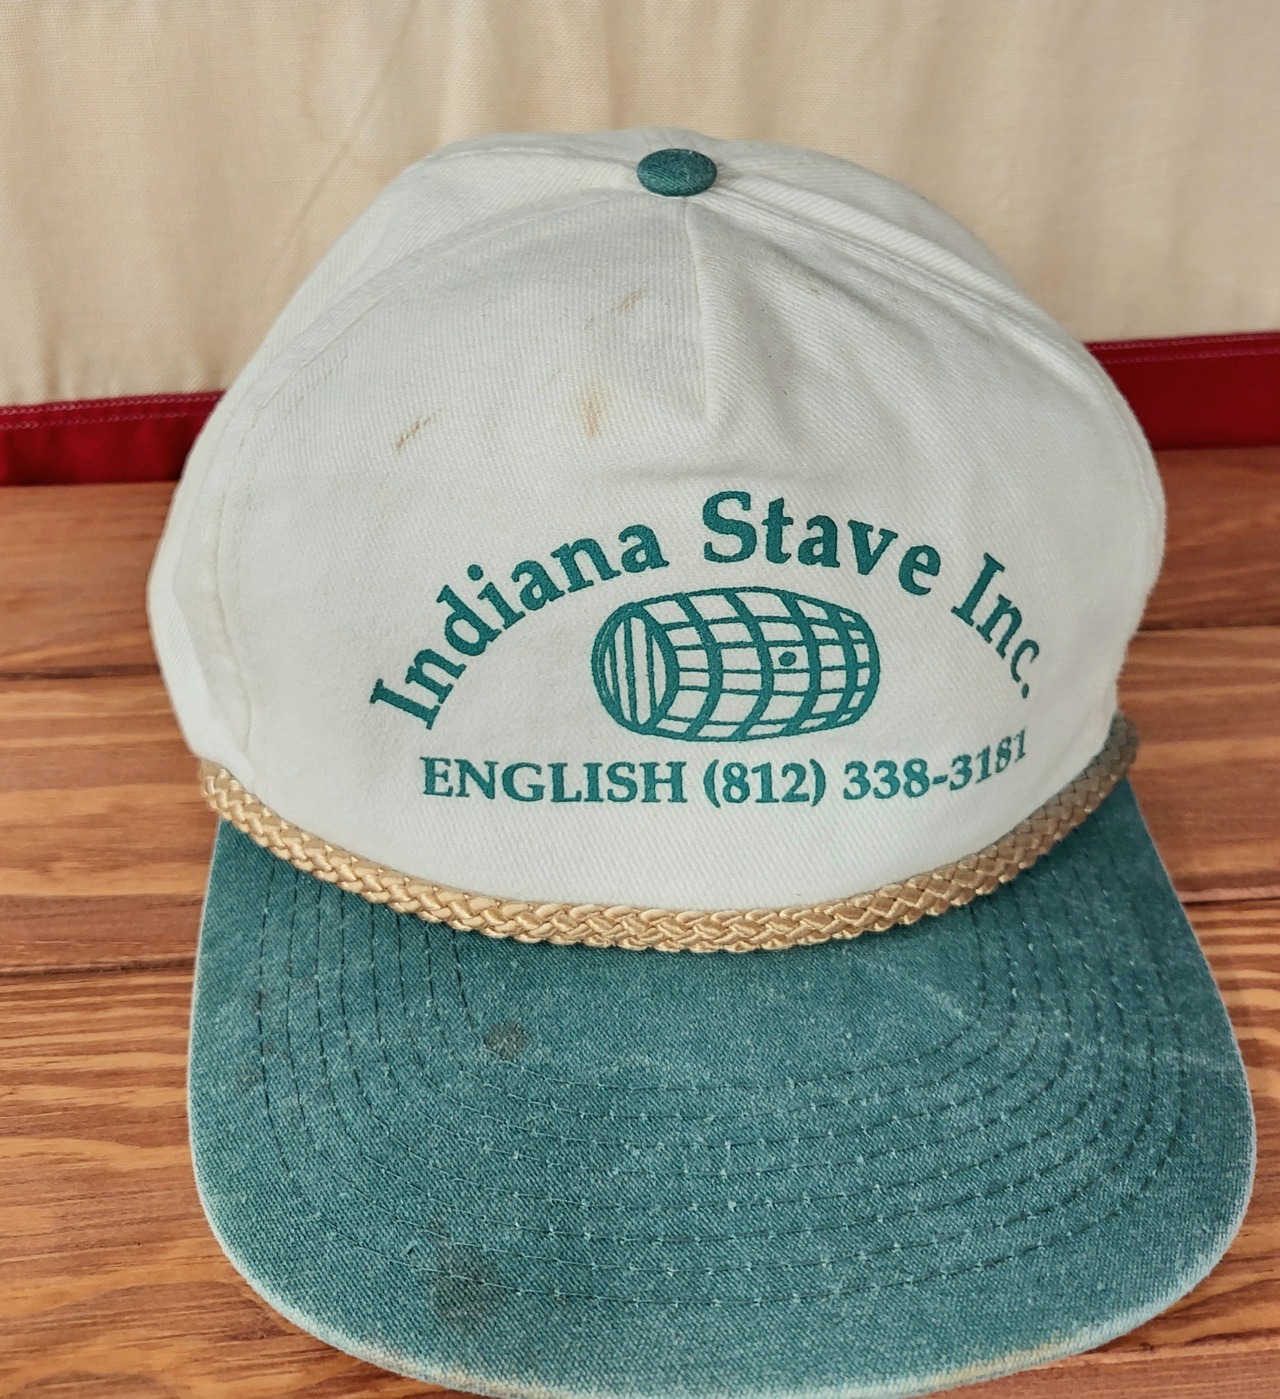 Indiana Stave Inc.
ENGLISH (812) 338-3181